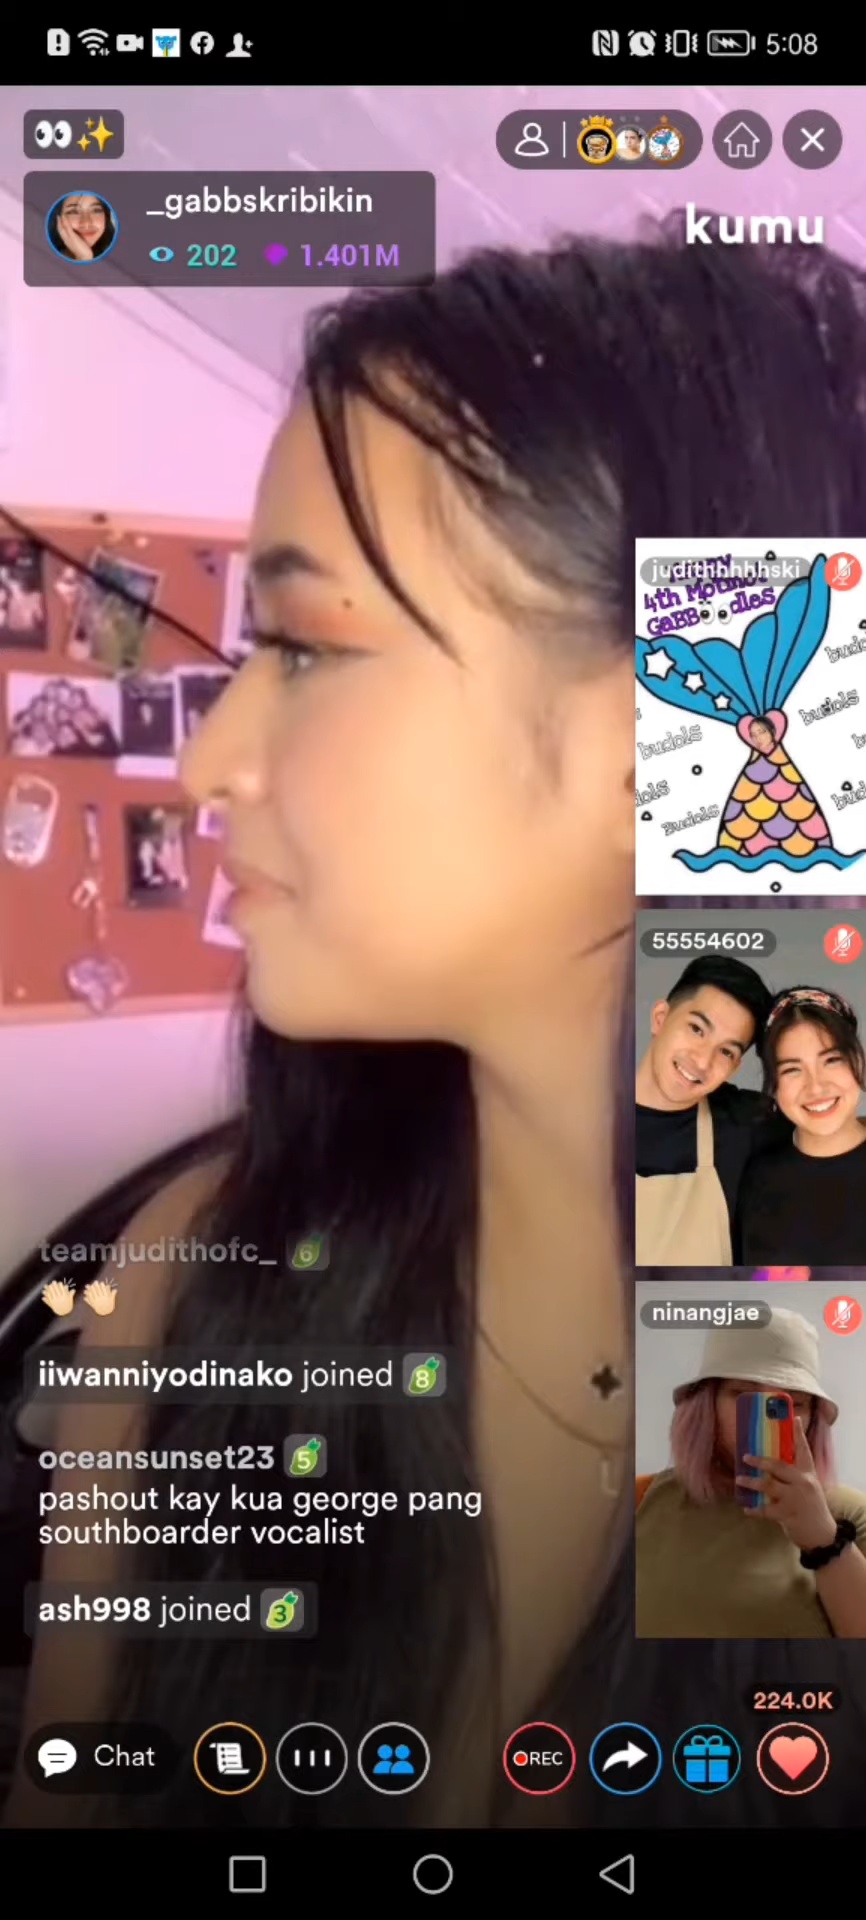 5:08
_gabbskribikin
202 1.401M
kumu
judithhhhhski
4th
GABB dles
budols
budols
Budols
55554602
ninangjae
teamjudithofc_ 6
iiwanniyodinako joined 8
oceansunset23 5
pashout kay kua george pang
southboarder vocalist
ash998 joined 3
224.0K
Chat
REC